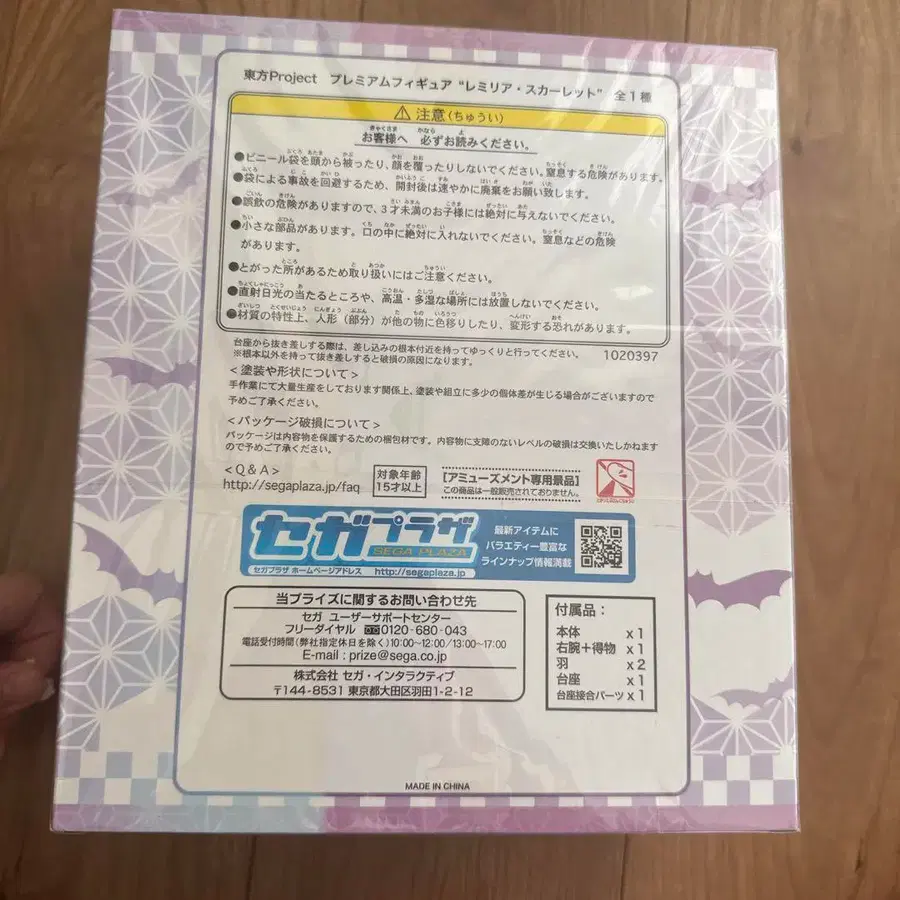 東方Project プレミアムフィギュア “レミリア・スカーレット” 全1種
⚠ 注意(ちゅうい)
お客様へ 必ずお読みください。
●ビニール袋を頭から被ったり、顔を覆ったりしないでください。窒息する危険があります。
●袋による事故を回避するため、開封後は速やかに廃棄をお願い致します。
●誤飲の危険がありますので、3才未満のお子様には絶対に与えないでください。
●小さな部品があります。口の中に絶対に入れないでください。窒息などの危険
があります。
●とがった所があるため取り扱いにはご注意ください。
●直射日光の当たるところや、高温・多湿な場所には放置しないでください。
●材質の特性上、人形(部分)が他の物に色移りしたり、変形する恐れがあります。
台座から抜き差しする際は、差し込みの根本付近を持ってゆっくりと行ってください。
※根本以外を持って抜き差しすると破損の原因になります。 1020397
<塗装や形状について>
手作業にて大量生産をしております関係上、塗装や組立に多少の個体差が生じる場合がございますので
予めご了承ください。
<パッケージ破損について>
パッケージは内容物を保護するための梱包材です。内容物に支障のないレベルの破損は交換いたしかねます
ので予めご了承ください。
<Q&A>
http://segaplaza.jp/faq
対象年齢
15才以上
[アミューズメント専用景品]
この商品は一般販売されておりません。
セガプラザ
SEGA PLAZA
セガプラザ ホームページアドレス http://segaplaza.jp
最新アイテムに
バラエティー豊富な
ラインナップ情報満載
当プライズに関するお問い合わせ先
セガ ユーザーサポートセンター
フリーダイヤル 0120-680-043
電話受付時間(弊社指定休日を除く)10:00~12:00/13:00~17:00
E-mail : prize@sega.co.jp
株式会社 セガ・インタラクティブ
〒144-8531 東京都大田区羽田1-2-12
付属品:
本体 x1
右腕+得物 x1
羽 x2
台座 x1
台座接合パーツ x1
MADE IN CHINA